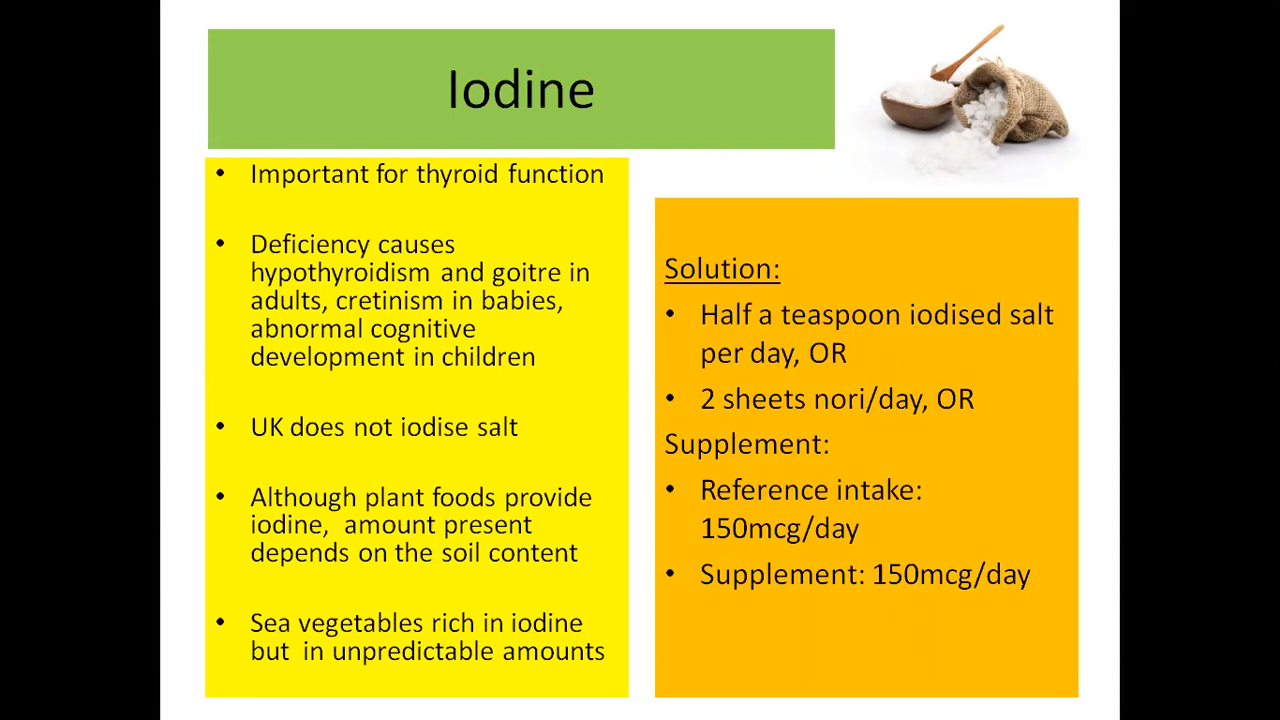 Iodine
• Important for thyroid function
• Deficiency causes
hypothyroidism and goitre in
adults, cretinism in babies,
abnormal cognitive
development in children
• UK does not iodise salt
• Although plant foods provide
iodine, amount present
depends on the soil content
• Sea vegetables rich in iodine
but in unpredictable amounts
Solution:
• Half a teaspoon iodised salt
per day, OR
• 2 sheets nori/day, OR
Supplement:
• Reference intake:
150mcg/day
• Supplement: 150mcg/day